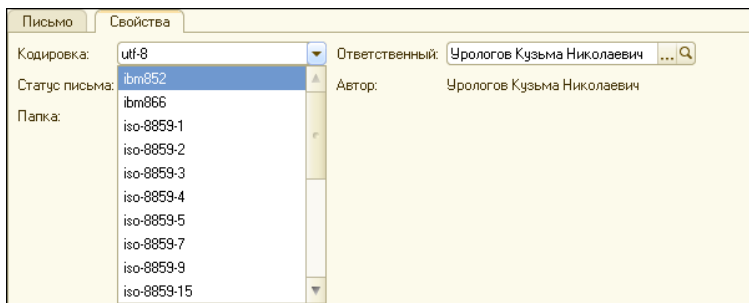 Письмо Свойства
Кодировка: utf-8 Ответственный: Урологов Кузьма Николаевич ...
Статус письма: ibm852 Автор: Урологов Кузьма Николаевич
ibm866
Папка: iso-8859-1
iso-8859-2
iso-8859-3
iso-8859-4
iso-8859-5
iso-8859-7
iso-8859-9
iso-8859-15